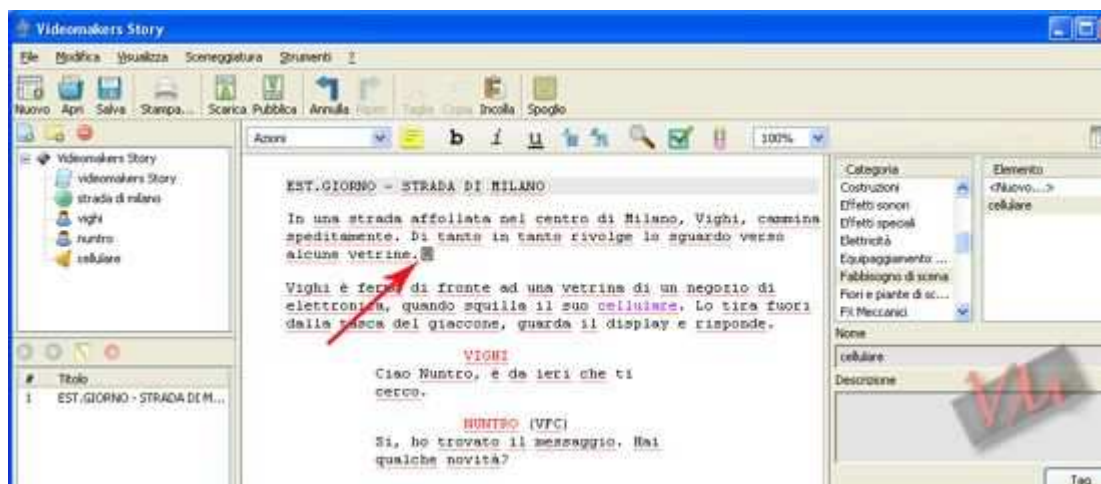 Videomakers Story
File Modifica Visualizza Sceneggiatura Strumenti ?
Nuovo Apri Salva Stampa... Scarica Pubblica Annulla Taglia Copia Incolla Spoglio
Azioni b i u 100%
Videomakers Story
videomakers Story
strada di milano
vighi
nuntro
cellulare
# Titolo
1 EST.GIORNO - STRADA DI M...
EST.GIORNO - STRADA DI MILANO
In una strada affollata nel centro di Milano, Vighi, cammina
speditamente. Di tanto in tanto rivolge lo sguardo verso
alcune vetrine.
Vighi è fermo di fronte ad una vetrina di un negozio di
elettronica, quando squilla il suo cellulare. Lo tira fuori
dalla tasca del giaccone, guarda il display e risponde.
VIGHI
Ciao Nuntro, è da ieri che ti
cerco.
NUNTRO (VFC)
Si, ho trovato il messaggio. Hai
qualche novità?
Categoria
Costruzioni
Effetti sonori
Effetti speciali
Elettricità
Equipaggiamento ...
Fabbisogno di scena
Fiori e piante di sc...
FX Meccanici
Elemento
<Nuovo...>
cellulare
Nome
cellulare
Descrizione
VM
Tag